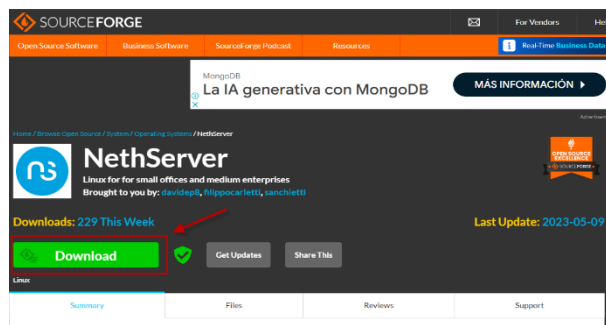 SOURCEFORGE
For Vendors
He
Open Source Software
Business Software
SourceForge Podcast
Resources
i Real-Time Business Data
MongoDB
La IA generativa con MongoDB
MÁS INFORMACIÓN
Home / Browse Open Source / System / Operating Systems / NethServer
NethServer
Linux for for small offices and medium enterprises
Brought to you by: davidep8, filippocarletti, sanchietti
OPEN SOURCE
EXCELLENCE
SOURCEFORGE
Downloads: 229 This Week
Last Update: 2023-05-09
Download
Get Updates
Share This
Linux
Summary
Files
Reviews
Support